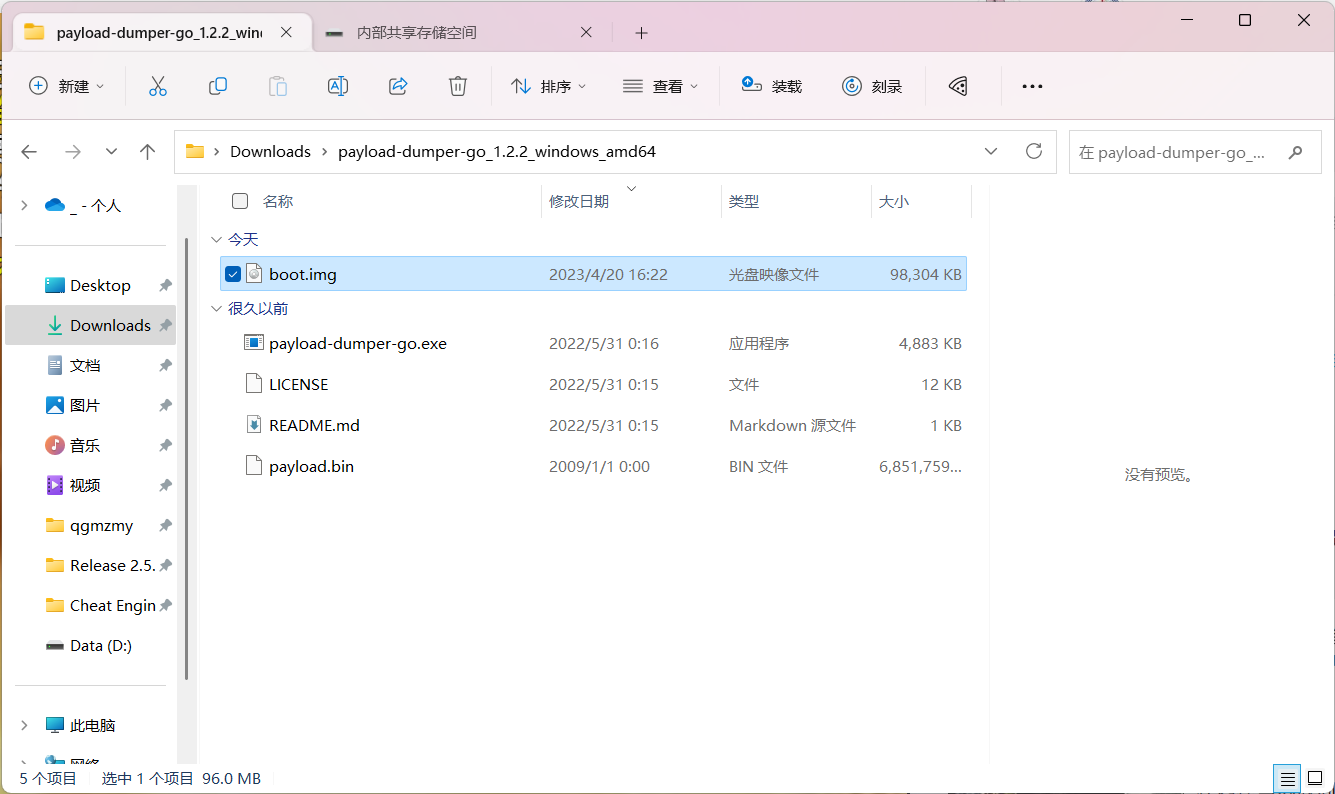 payload-dumper-go_1.2.2_win
内部共享存储空间
新建
排序
查看
装载
刻录
Downloads
payload-dumper-go_1.2.2_windows_amd64
在 payload-dumper-go_...
_ - 个人
Desktop
Downloads
文档
图片
音乐
视频
qgmzmy
Release 2.5.
Cheat Engin
Data (D:)
此电脑
网络
名称 修改日期 类型 大小
今天
boot.img 2023/4/20 16:22 光盘映像文件 98,304 KB
很久以前
payload-dumper-go.exe 2022/5/31 0:16 应用程序 4,883 KB
LICENSE 2022/5/31 0:15 文件 12 KB
README.md 2022/5/31 0:15 Markdown 源文件 1 KB
payload.bin 2009/1/1 0:00 BIN 文件 6,851,759...
没有预览。
5 个项目 选中 1 个项目 96.0 MB